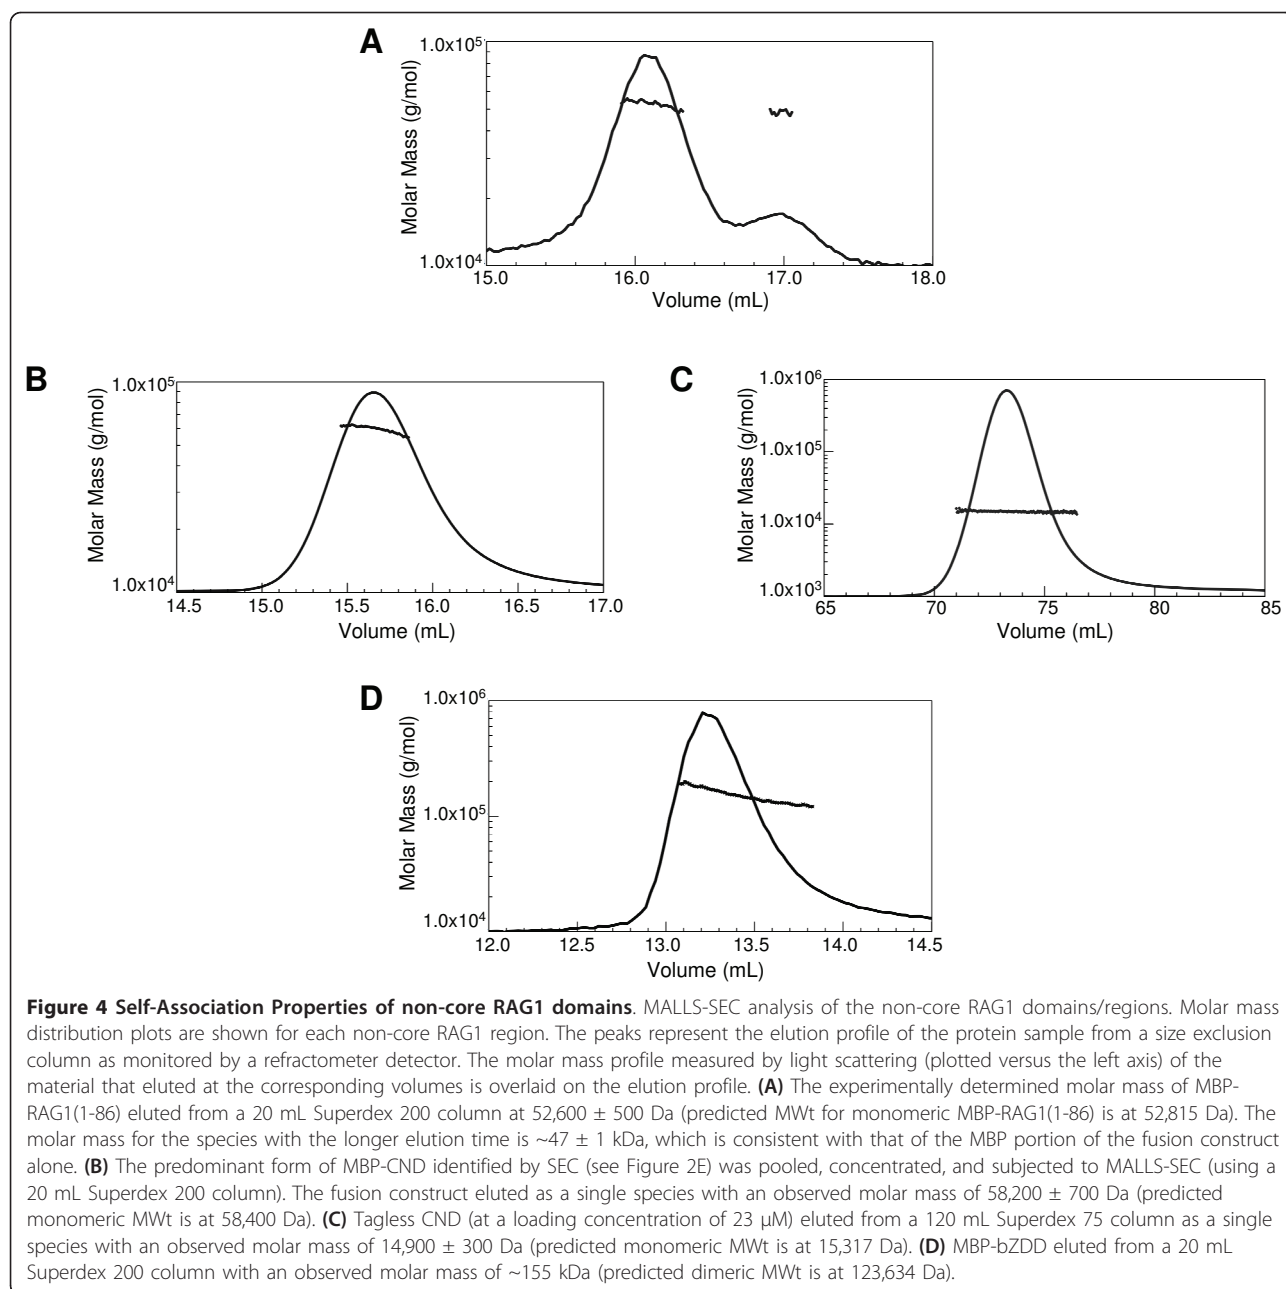 A
1.0x10⁵
Molar Mass (g/mol)
1.0x10⁴
15.0 16.0 17.0 18.0
Volume (mL)
B
1.0x10⁵
Molar Mass (g/mol)
1.0x10⁴
14.5 15.0 15.5 16.0 16.5 17.0
Volume (mL)
C
1.0x10⁶
1.0x10⁵
Molar Mass (g/mol)
1.0x10⁴
1.0x10³
65 70 75 80 85
Volume (mL)
D
1.0x10⁶
Molar Mass (g/mol)
1.0x10⁵
1.0x10⁴
12.0 12.5 13.0 13.5 14.0 14.5
Volume (mL)
Figure 4 Self-Association Properties of non-core RAG1 domains. MALLS-SEC analysis of the non-core RAG1 domains/regions. Molar mass
distribution plots are shown for each non-core RAG1 region. The peaks represent the elution profile of the protein sample from a size exclusion
column as monitored by a refractometer detector. The molar mass profile measured by light scattering (plotted versus the left axis) of the
material that eluted at the corresponding volumes is overlaid on the elution profile. (A) The experimentally determined molar mass of MBP-
RAG1(1-86) eluted from a 20 mL Superdex 200 column at 52,600 ± 500 Da (predicted MWt for monomeric MBP-RAG1(1-86) is at 52,815 Da). The
molar mass for the species with the longer elution time is ~47 ± 1 kDa, which is consistent with that of the MBP portion of the fusion construct
alone. (B) The predominant form of MBP-CND identified by SEC (see Figure 2E) was pooled, concentrated, and subjected to MALLS-SEC (using a
20 mL Superdex 200 column). The fusion construct eluted as a single species with an observed molar mass of 58,200 ± 700 Da (predicted
monomeric MWt is at 58,400 Da). (C) Tagless CND (at a loading concentration of 23 μM) eluted from a 120 mL Superdex 75 column as a single
species with an observed molar mass of 14,900 ± 300 Da (predicted monomeric MWt is at 15,317 Da). (D) MBP-bZDD eluted from a 20 mL
Superdex 200 column with an observed molar mass of ~155 kDa (predicted dimeric MWt is at 123,634 Da).